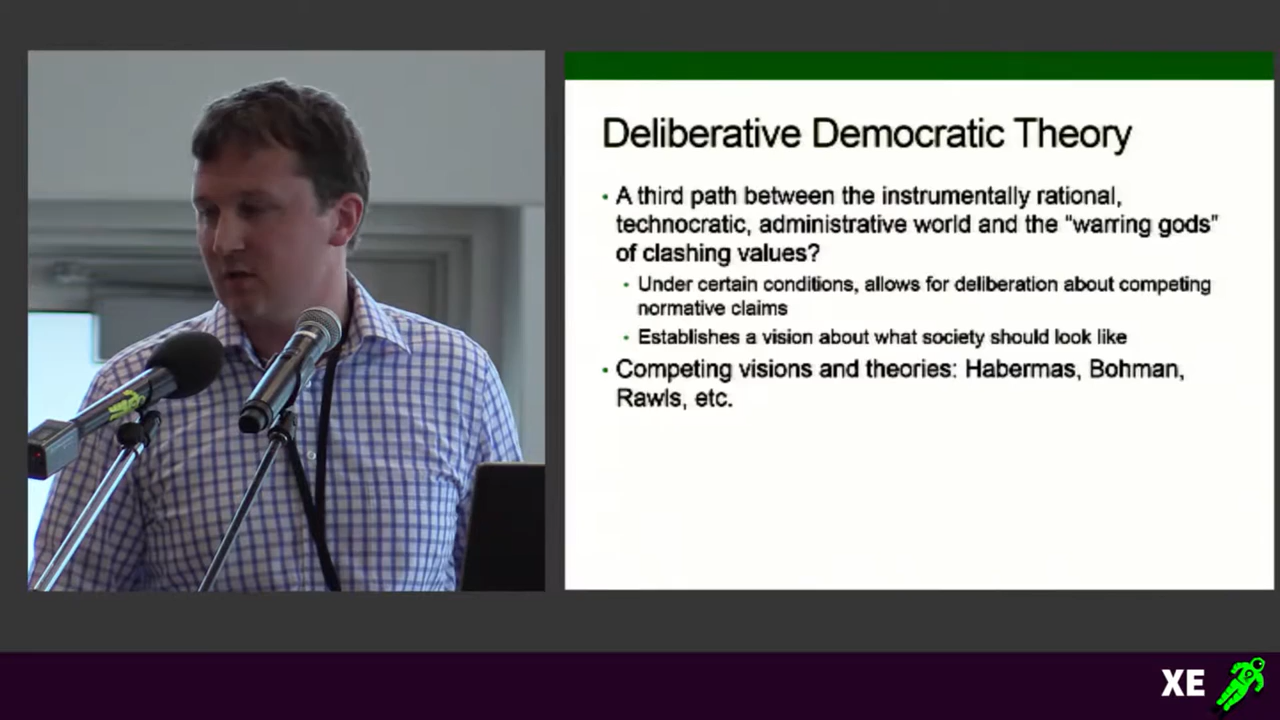 Deliberative Democratic Theory
• A third path between the instrumentally rational,
technocratic, administrative world and the “warring gods”
of clashing values?
• Under certain conditions, allows for deliberation about competing
normative claims
• Establishes a vision about what society should look like
• Competing visions and theories: Habermas, Bohman,
Rawls, etc.
XE